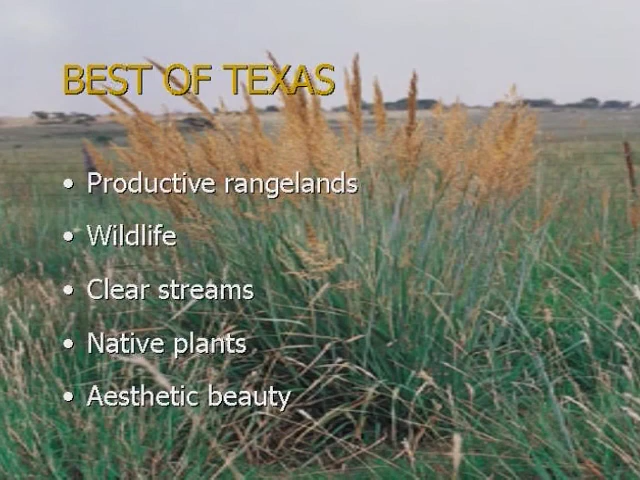 BEST OF TEXAS
• Productive rangelands
• Wildlife
• Clear streams
• Native plants
• Aesthetic beauty